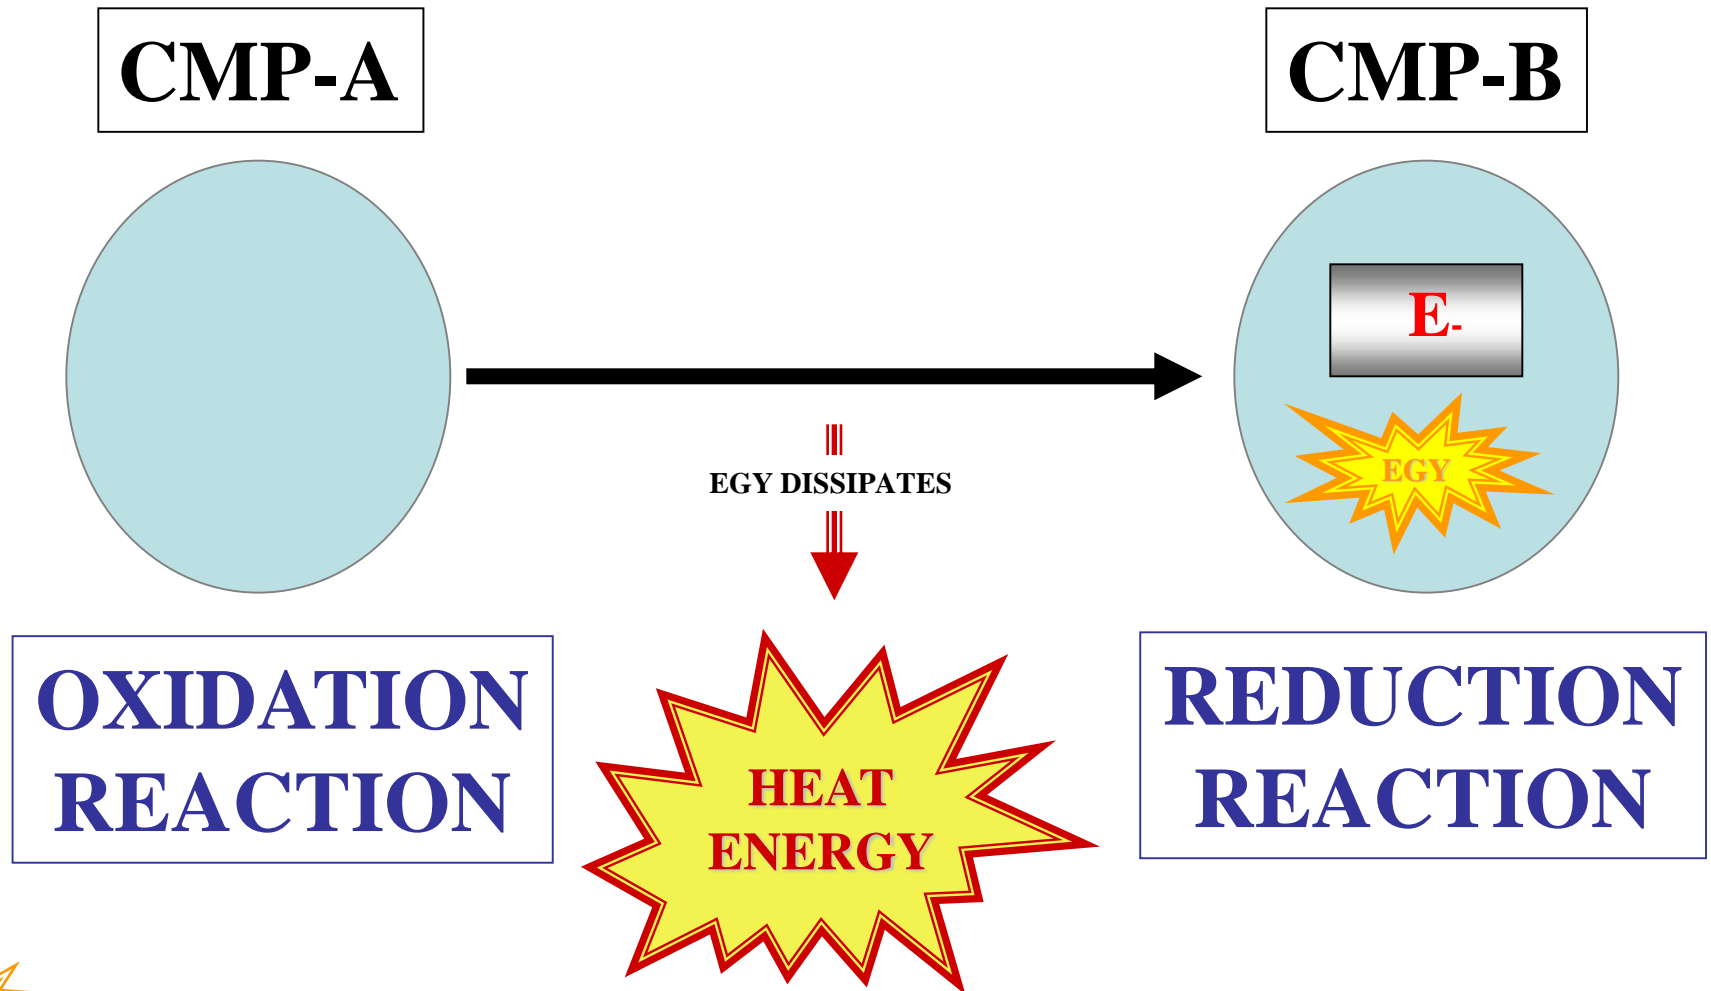 CMP-A
CMP-B
E-
EGY
EGY DISSIPATES
OXIDATION
REACTION
HEAT
ENERGY
REDUCTION
REACTION